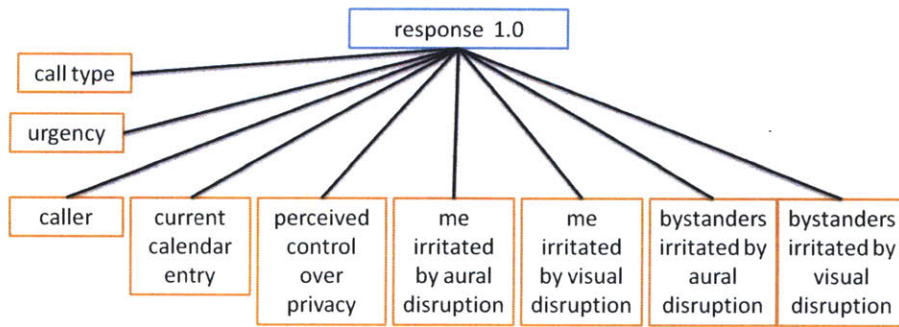 response 1.0
call type
urgency
caller
current
calendar
entry
perceived
control
over
privacy
me
irritated
by aural
disruption
me
irritated
by visual
disruption
bystanders
irritated by
aural
disruption
bystanders
irritated by
visual
disruption